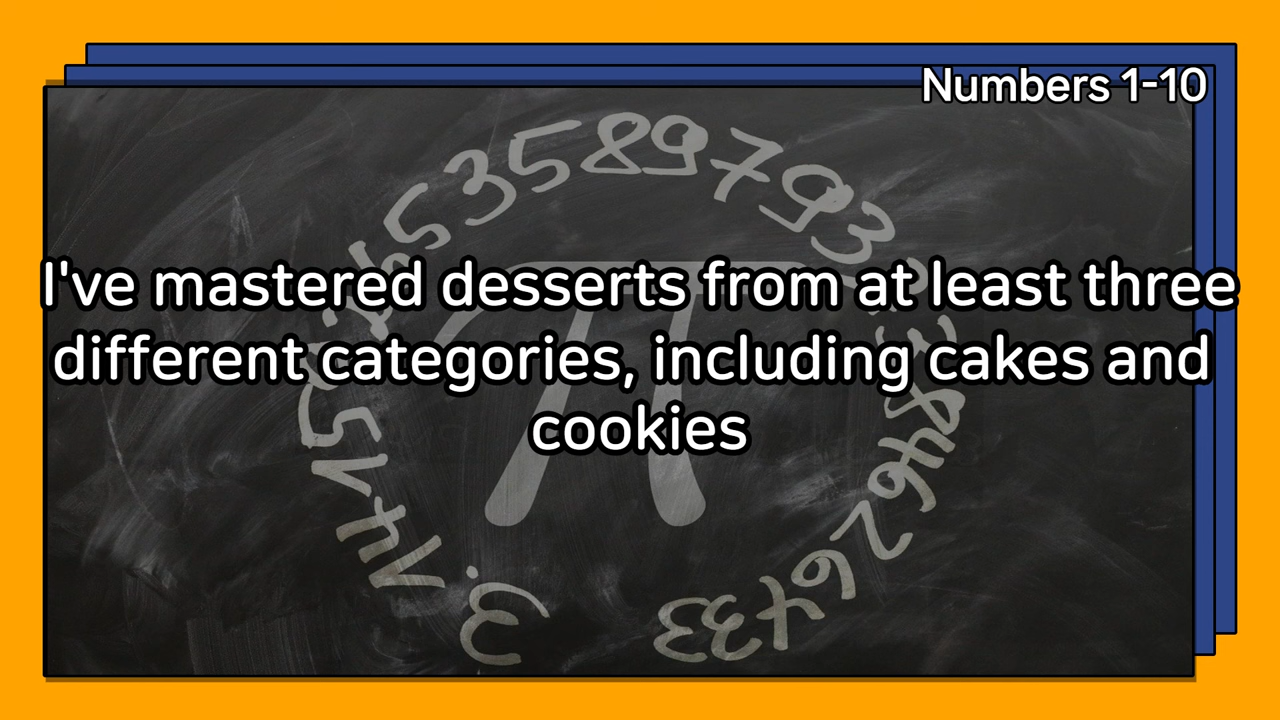 Numbers 1-10
I've mastered desserts from at least three
different categories, including cakes and
cookies